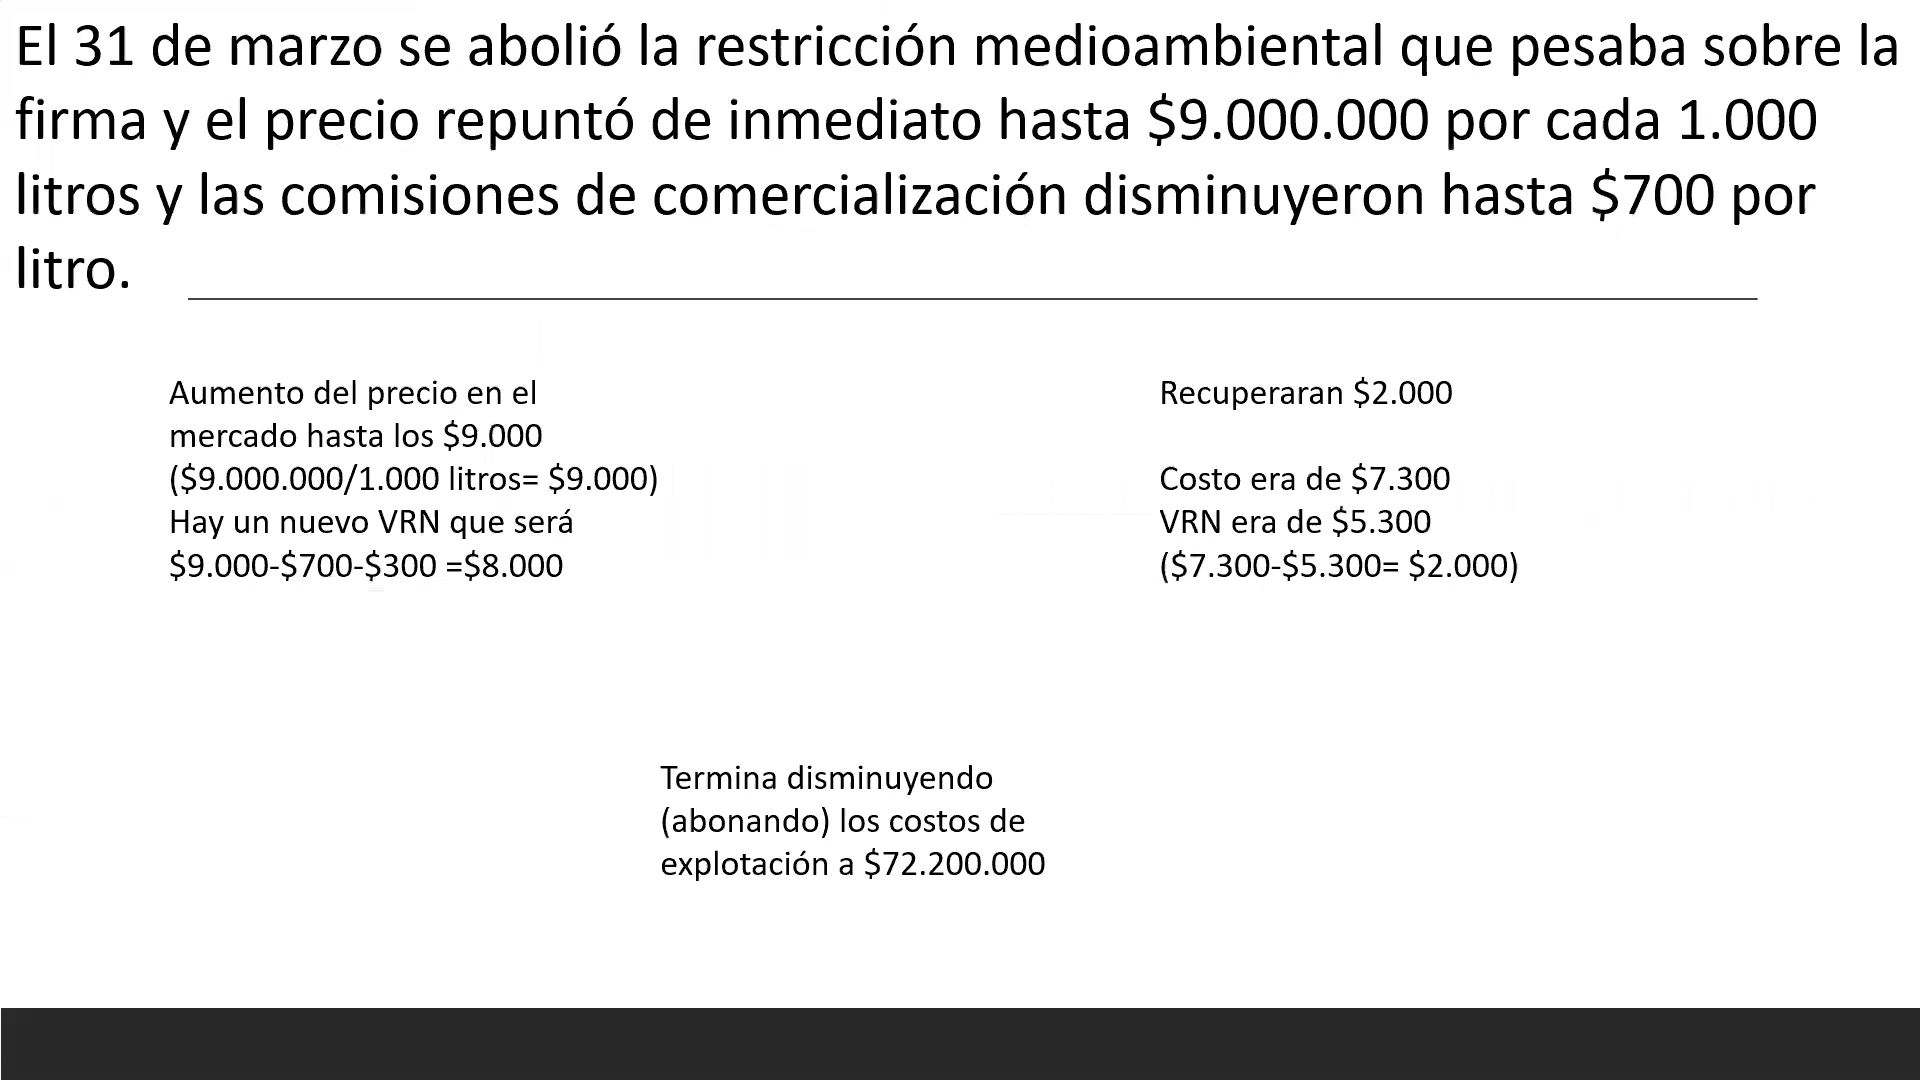 El 31 de marzo se abolió la restricción medioambiental que pesaba sobre la
firma y el precio repuntó de inmediato hasta $9.000.000 por cada 1.000
litros y las comisiones de comercialización disminuyeron hasta $700 por
litro.
Aumento del precio en el
mercado hasta los $9.000
($9.000.000/1.000 litros= $9.000)
Hay un nuevo VRN que será
$9.000-$700-$300 =$8.000
Recuperaran $2.000
Costo era de $7.300
VRN era de $5.300
($7.300-$5.300= $2.000)
Termina disminuyendo
(abonando) los costos de
explotación a $72.200.000